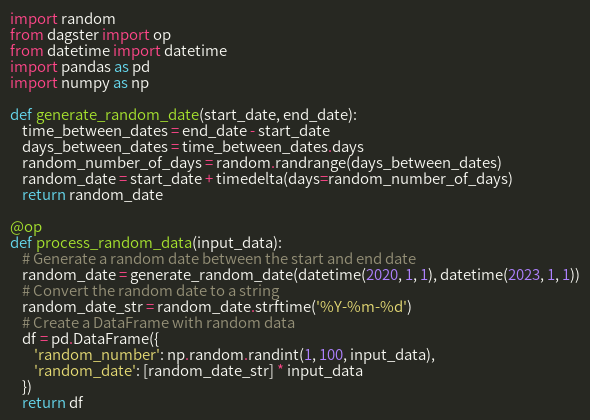 import random
from dagster import op
from datetime import datetime
import pandas as pd
import numpy as np

def generate_random_date(start_date, end_date):
    time_between_dates = end_date - start_date
    days_between_dates = time_between_dates.days
    random_number_of_days = random.randrange(days_between_dates)
    random_date = start_date + timedelta(days=random_number_of_days)
    return random_date

@op
def process_random_data(input_data):
    # Generate a random date between the start and end date
    random_date = generate_random_date(datetime(2020, 1, 1), datetime(2023, 1, 1))
    # Convert the random date to a string
    random_date_str = random_date.strftime('%Y-%m-%d')
    # Create a DataFrame with random data
    df = pd.DataFrame({
        'random_number': np.random.randint(1, 100, input_data),
        'random_date': [random_date_str] * input_data
    })
    return df